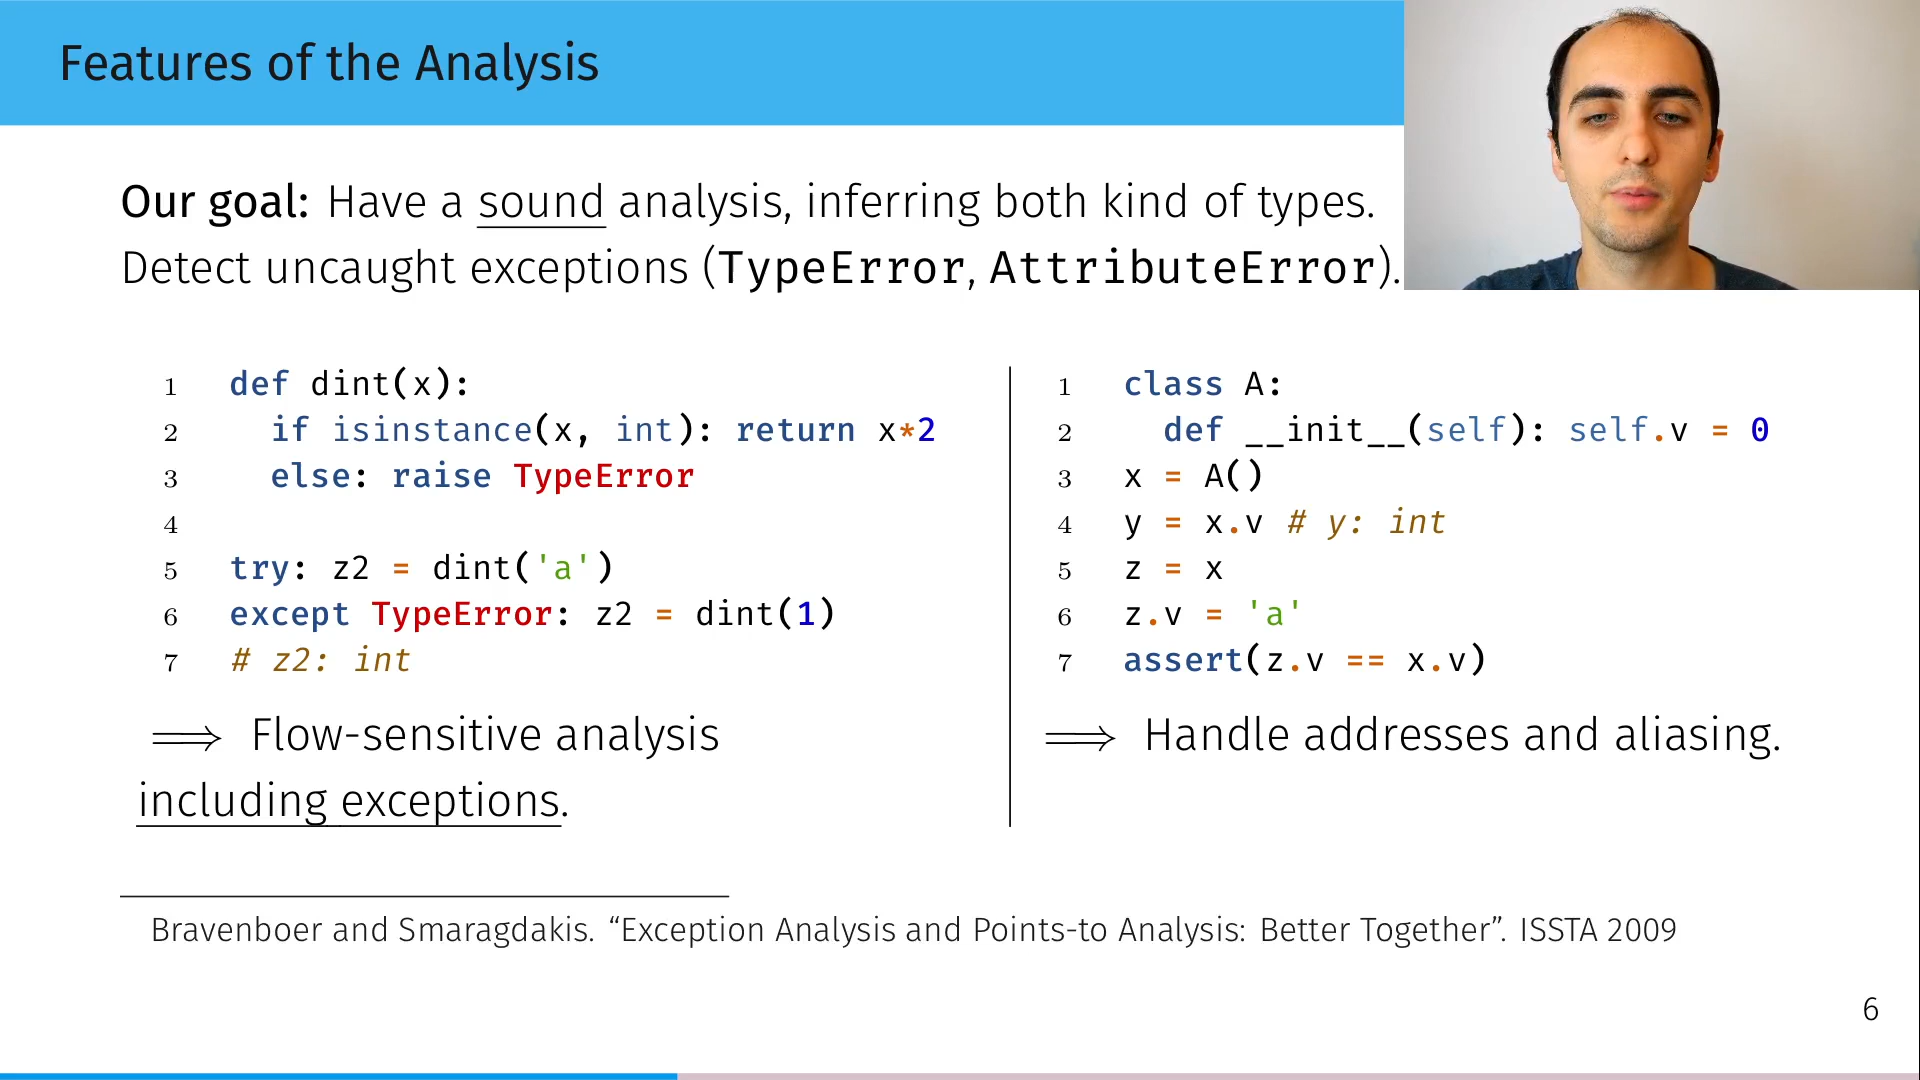 Features of the Analysis
Our goal: Have a sound analysis, inferring both kind of types.
Detect uncaught exceptions (TypeError, AttributeError).
1 def dint(x):
2 if isinstance(x, int): return x*2
3 else: raise TypeError
4
5 try: z2 = dint('a')
6 except TypeError: z2 = dint(1)
7 # z2: int
⟹ Flow-sensitive analysis
including exceptions.
1 class A:
2 def __init__(self): self.v = 0
3 x = A()
4 y = x.v # y: int
5 z = x
6 z.v = 'a'
7 assert(z.v == x.v)
⟹ Handle addresses and aliasing.
Bravenboer and Smaragdakis. “Exception Analysis and Points-to Analysis: Better Together”. ISSTA 2009
6